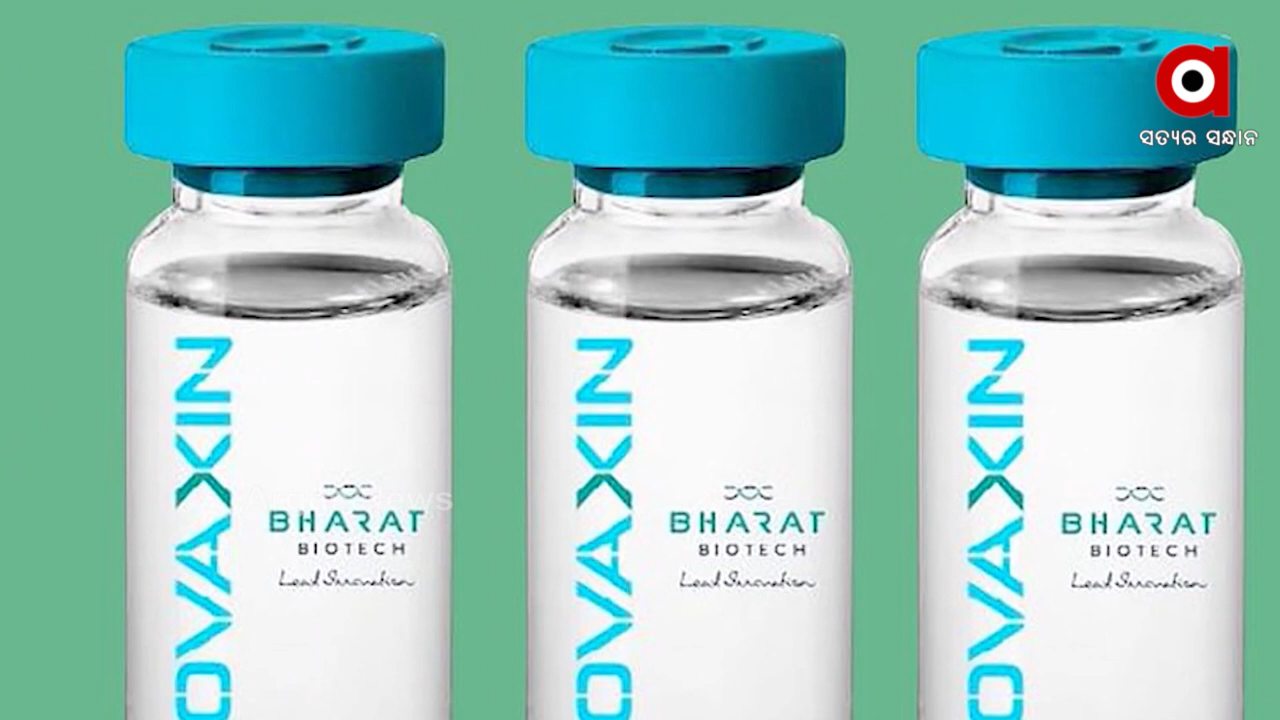 ସତ୍ୟର ସନ୍ଧାନ
OVAXIN
BHARAT
BIOTECH
Lead Innovation
OVAXIN
BHARAT
BIOTECH
Lead Innovation
OVAXIN
BHARAT
BIOTECH
Lead Innovation